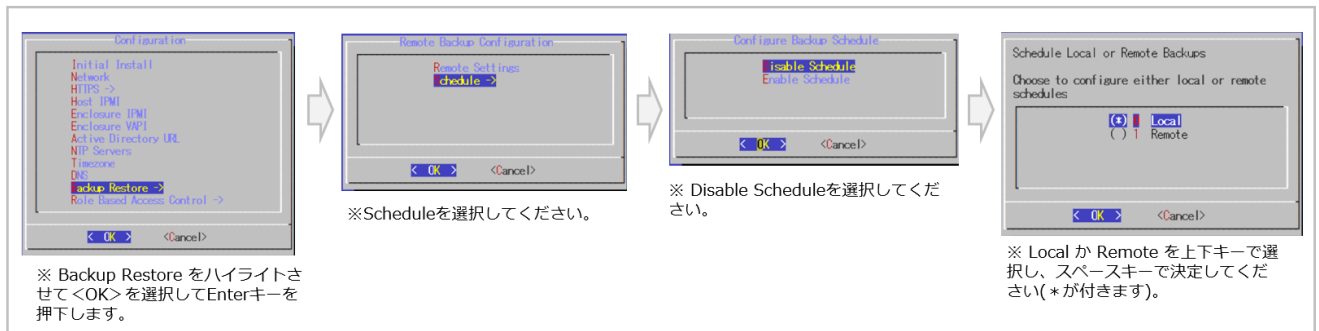 Configuration
Initial Install
Network
HTTPS ->
Host IPMI
Enclosure IPMI
Enclosure VAPI
Active Directory URL
NTP Servers
Timezone
DNS
Backup Restore ->
Role Based Access Control ->
< OK > <Cancel>
※ Backup Restore をハイライトさ
せて<OK>を選択してEnterキーを
押下します。
Remote Backup Configuration
Remote Settings
Schedule ->
< OK > <Cancel>
※Scheduleを選択してください。
Configure Backup Schedule
Disable Schedule
Enable Schedule
< OK > <Cancel>
※ Disable Scheduleを選択してくだ
さい。
Schedule Local or Remote Backups
Choose to configure either local or remote
schedules
(*) l Local
( ) l Remote
< OK > <Cancel>
※ Local か Remote を上下キーで選
択し、スペースキーで決定してくだ
さい(*が付きます)。